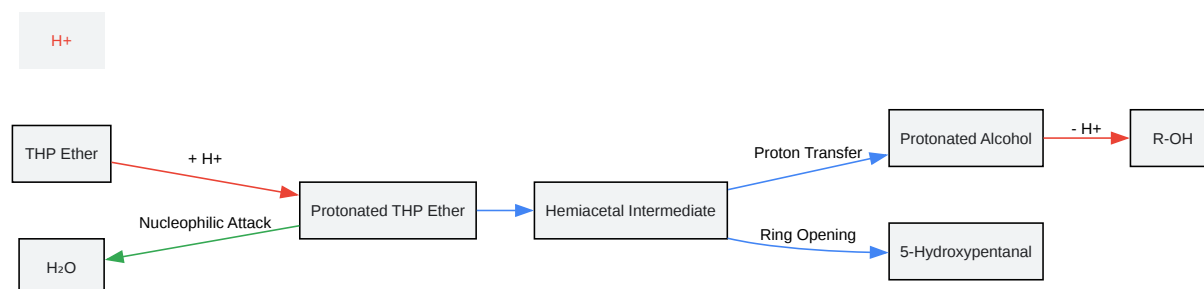 H+
THP Ether
+ H+
Protonated THP Ether
Nucleophilic Attack
H₂O
Hemiacetal Intermediate
Proton Transfer
Protonated Alcohol
- H+
R-OH
Ring Opening
5-Hydroxypentanal